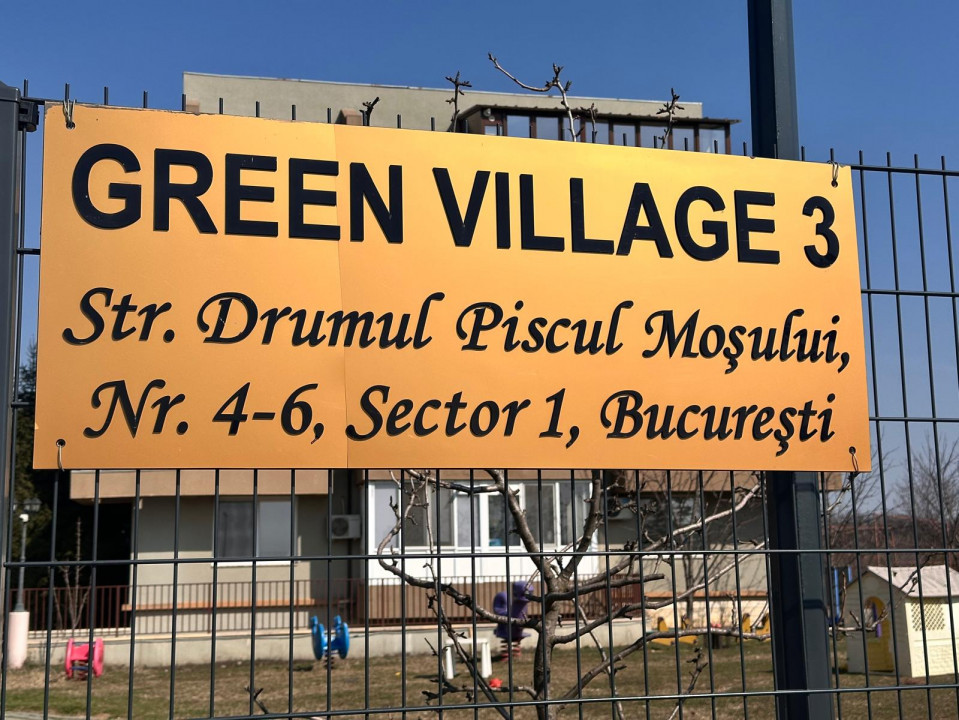 GREEN VILLAGE 3
Str. Drumul Piscul Moşului,
Nr. 4-6, Sector 1, Bucureşti